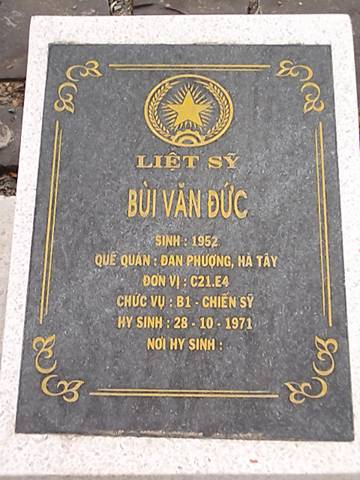 LIỆT SỸ
BÙI VĂN ĐỨC
SINH : 1952
QUÊ QUÁN : ĐAN PHƯỢNG, HÀ TÂY
ĐƠN VỊ : C21.E4
CHỨC VỤ : B1 - CHIẾN SỸ
HY SINH : 28 - 10 - 1971
NƠI HY SINH :